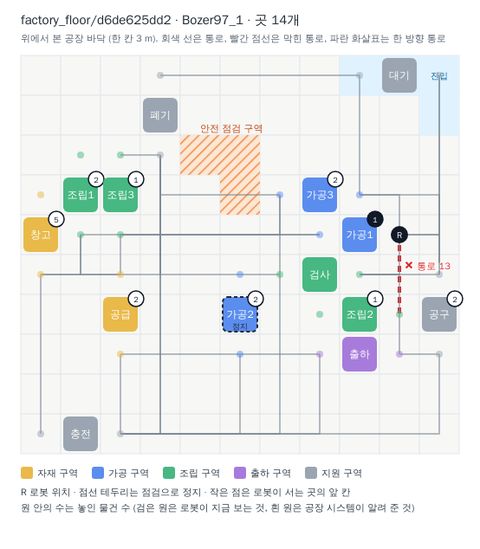 factory_floor/d6de625dd2 · Bozer97_1 · 곳 14개
위에서 본 공장 바닥 (한 칸 3 m). 회색 선은 통로, 빨간 점선은 막힌 통로, 파란 화살표는 한 방향 통로
대기
전립
폐기
안전 점검 구역
조립1
2
조립3
1
가공3
2
창고
5
가공1
1
R
통로 13
검사
공급
2
가공2
2
정지
조립2
1
공구
2
출하
충전
자재 구역
가공 구역
조립 구역
출하 구역
지원 구역
R 로봇 위치 · 점선 테두리는 점검으로 정지 · 작은 점은 로봇이 서는 곳의 앞 칸
원 안의 수는 놓인 물건 수 (검은 원은 로봇이 지금 보는 것, 흰 원은 공장 시스템이 알려 준 것)